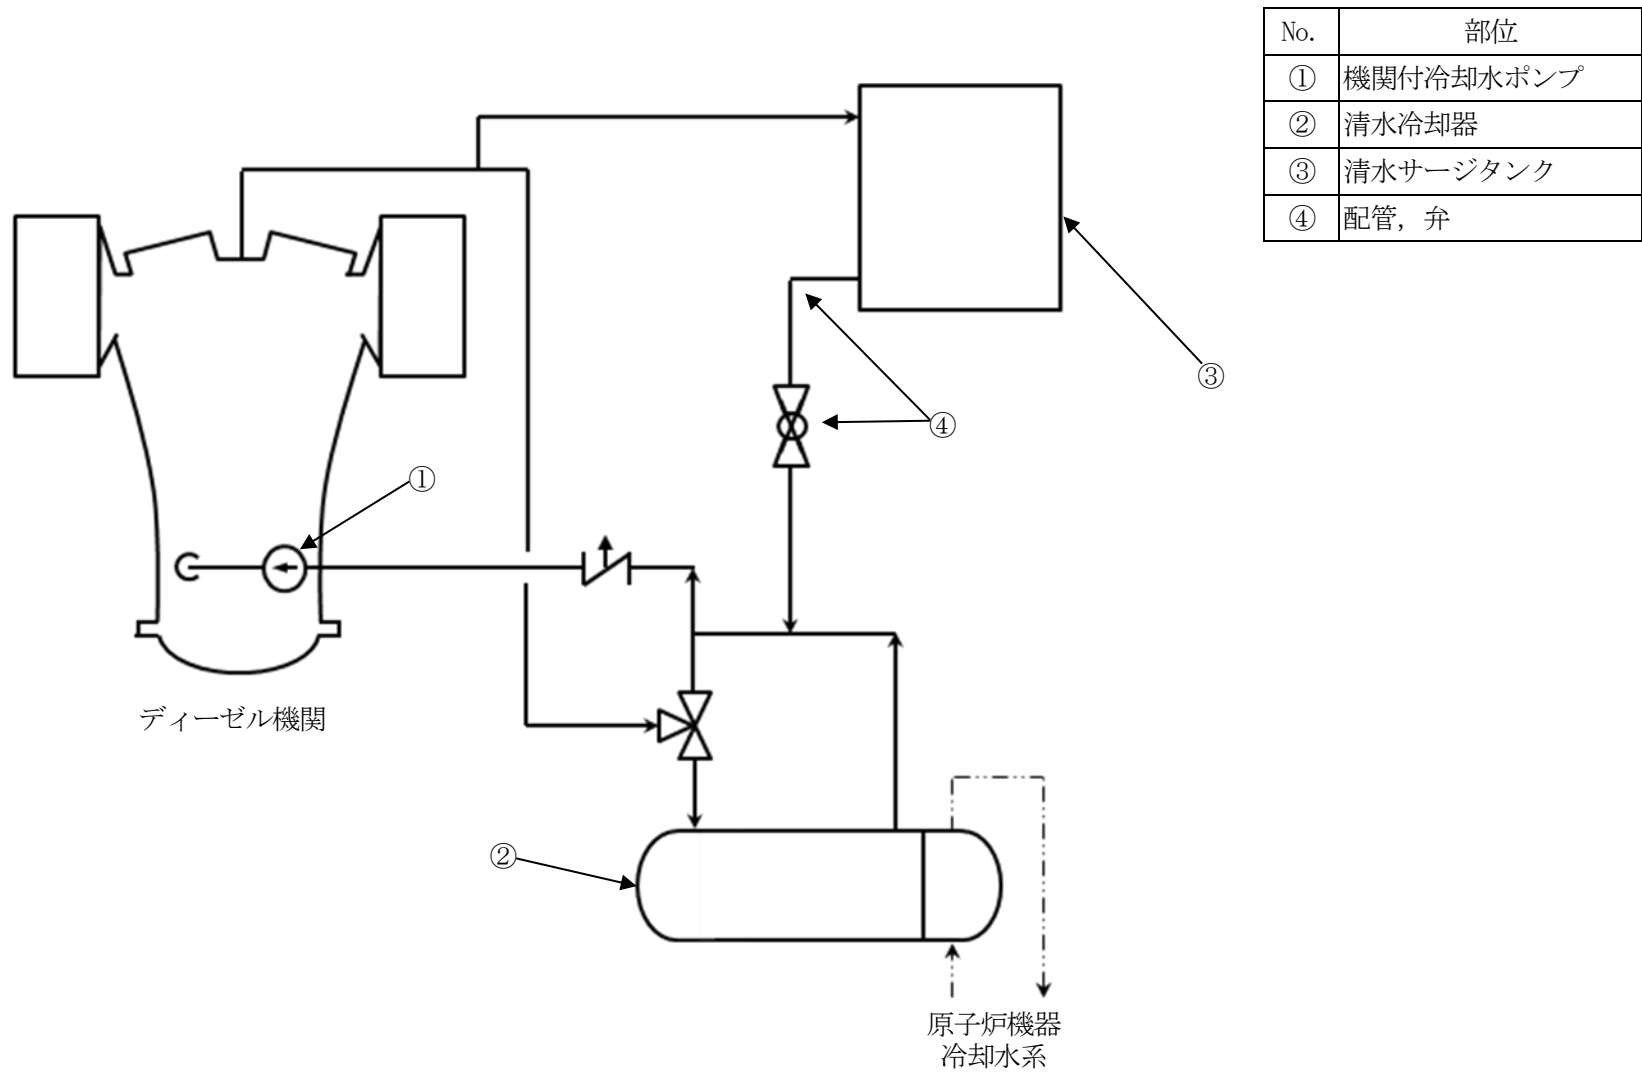 No. 部位
① 機関付冷却水ポンプ
② 清水冷却器
③ 清水サージタンク
④ 配管，弁
③
④
①
ディーゼル機関
②
原子炉機器
冷却水系